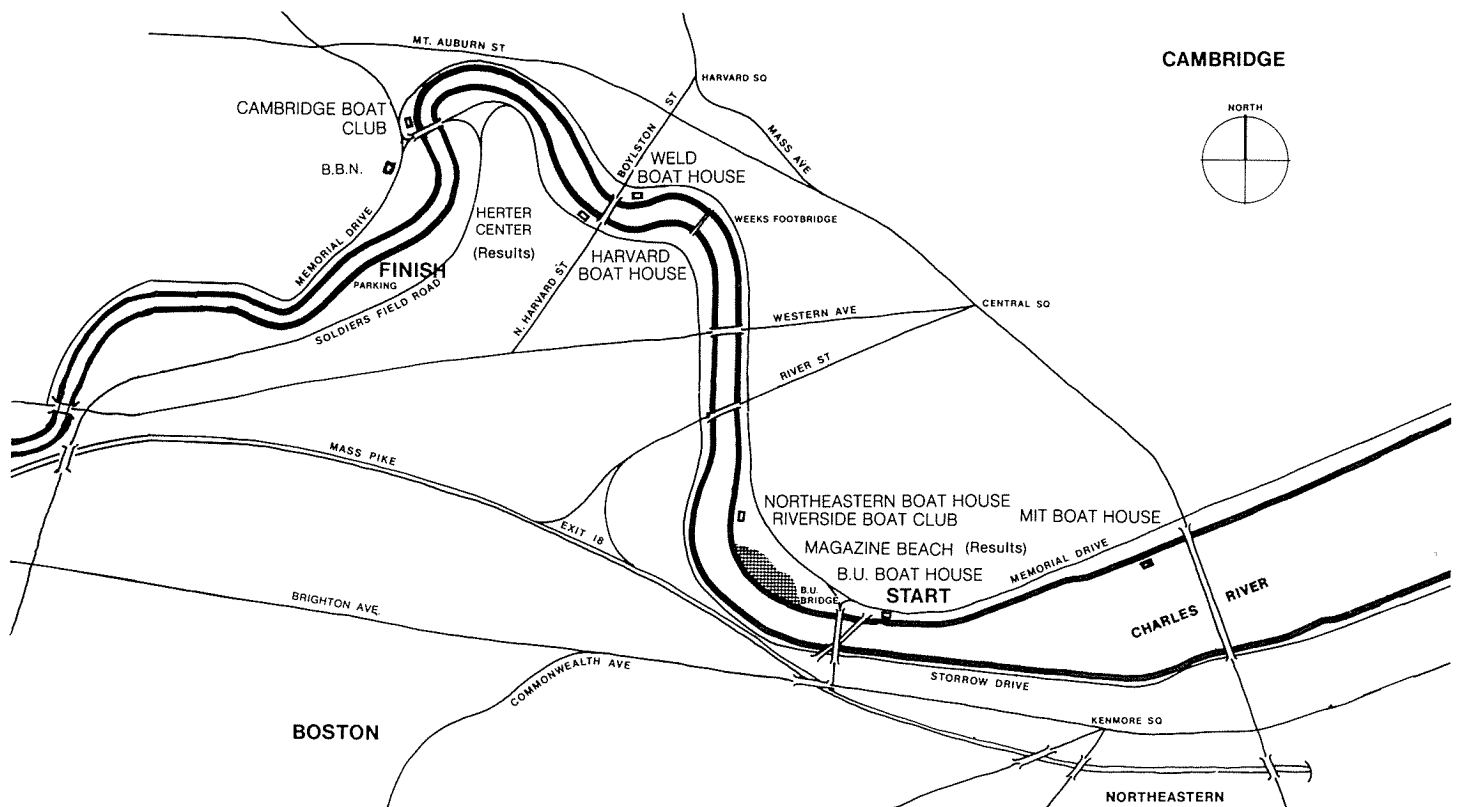 MT. AUBURN ST
CAMBRIDGE
HARVARD SQ
NORTH
CAMBRIDGE BOAT
CLUB
BOYLSTON ST
MASS AVE
WELD
BOAT HOUSE
B.B.N.
HERTER
CENTER
(Results)
WEEKS FOOTBRIDGE
MEMORIAL DRIVE
HARVARD
BOAT HOUSE
FINISH
PARKING
SOLDIERS FIELD ROAD
N. HARVARD ST
WESTERN AVE
CENTRAL SQ
RIVER ST
MASS PIKE
EXIT 18
NORTHEASTERN BOAT HOUSE
RIVERSIDE BOAT CLUB
MIT BOAT HOUSE
MAGAZINE BEACH (Results)
MEMORIAL DRIVE
B.U. BOAT HOUSE
B.U.
BRIDGE
START
CHARLES RIVER
BRIGHTON AVE.
COMMONWEALTH AVE
STORROW DRIVE
KENMORE SQ
BOSTON
NORTHEASTERN